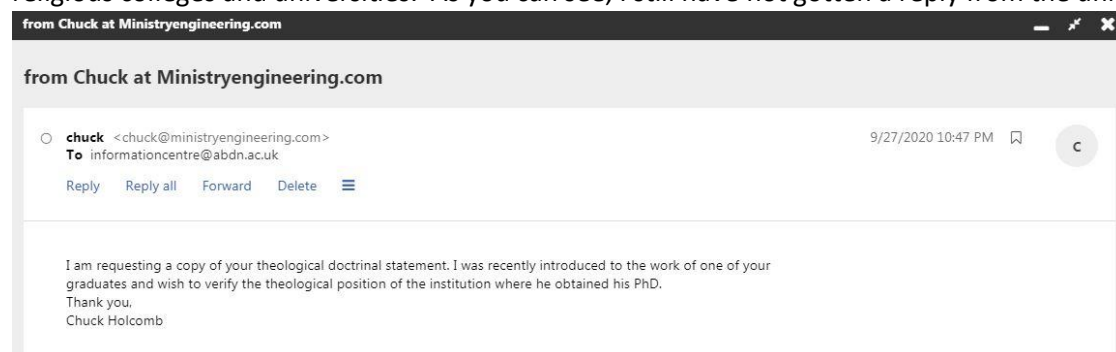 religious colleges and universities. As you can see, I still have not gotten a reply from the
from Chuck at Ministryengineering.com
from Chuck at Ministryengineering.com
chuck <chuck@ministryengineering.com>
9/27/2020 10:47 PM
C
To informationcentre@abdn.ac.uk
Reply Reply all Forward Delete
I am requesting a copy of your theological doctrinal statement. I was recently introduced to the work of one of your
graduates and wish to verify the theological position of the institution where he obtained his PhD.
Thank you,
Chuck Holcomb